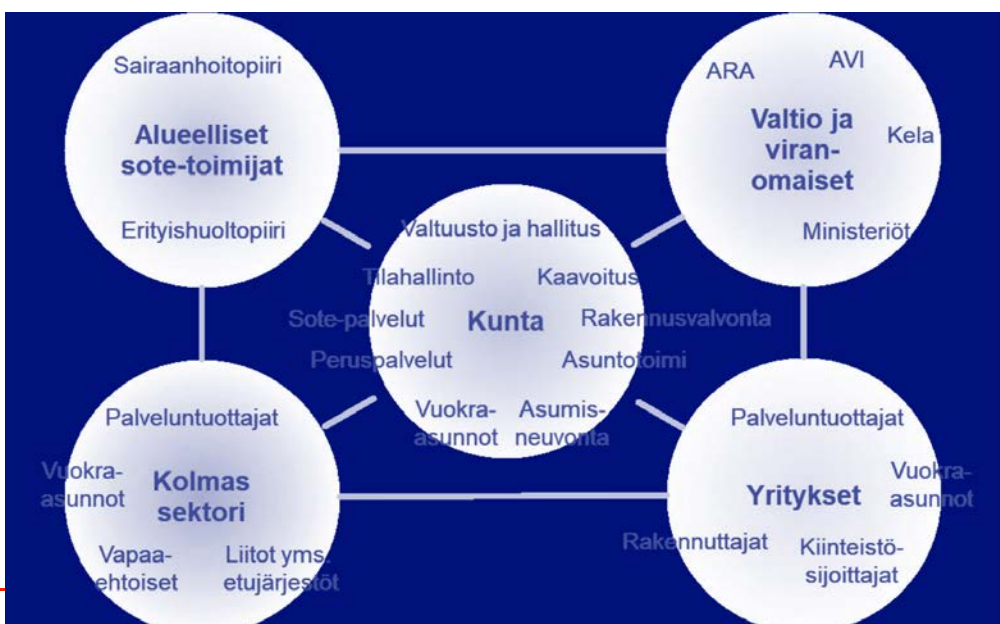 Sairaanhoitopiiri
Alueelliset
sote-toimijat
Erityishuoltopiiri
ARA
AVI
Valtio ja
viran-
omaiset
Kela
Ministeriöt
Valtuusto ja hallitus
Tilahallinto
Kaavoitus
Sote-palvelut
Kunta
Rakennusvalvonta
Peruspalvelut
Asuntotoimi
Vuokra-
asunnot
Asumis-
neuvonta
Palveluntuottajat
Vuokra-
asunnot
Kolmas
sektori
Vapaa-
ehtoiset
Liitot yms.
etujärjestöt
Palveluntuottajat
Vuokra-
asunnot
Yritykset
Rakennuttajat
Kiinteistö-
sijoittajat